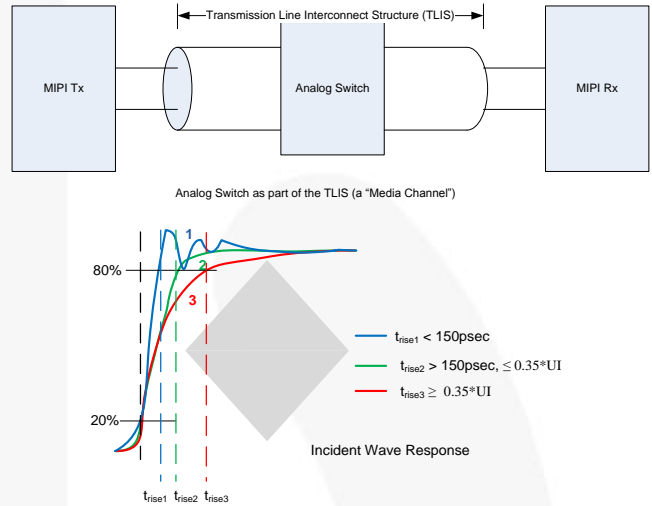 Transmission Line Interconnect Structure (TLIS)
MIPI Tx
Analog Switch
MIPI Rx
Analog Switch as part of the TLIS (a “Media Channel”)
1
80%
2
3
trise1 < 150psec
trise2 > 150psec, ≤ 0.35*UI
trise3 ≥ 0.35*UI
20%
Incident Wave Response
trise1 trise2 trise3